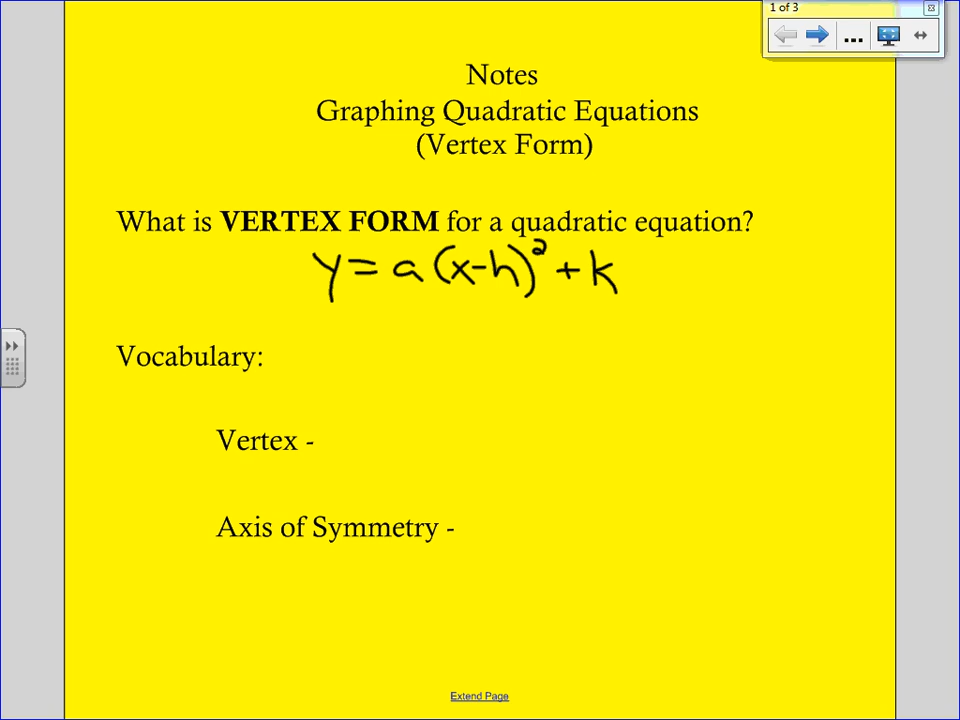 1 of 3
Notes
Graphing Quadratic Equations
(Vertex Form)
What is VERTEX FORM for a quadratic equation?
y = a(x-h)² + k
Vocabulary:
Vertex -
Axis of Symmetry -
Extend Page